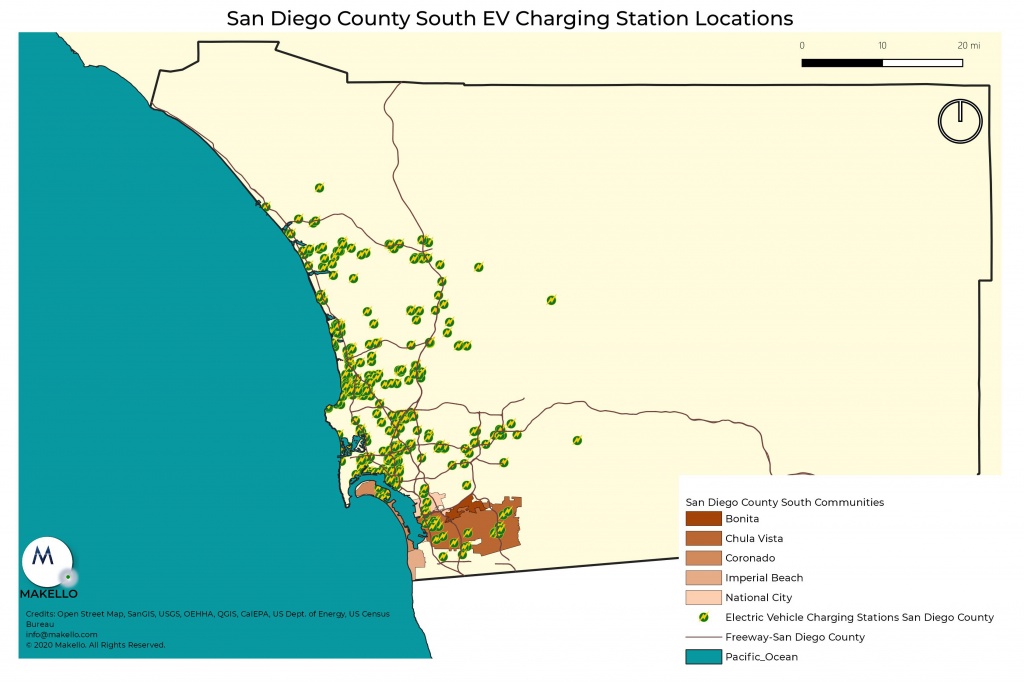 San Diego County South EV Charging Station Locations
0 10 20 mi
San Diego County South Communities
Bonita
Chula Vista
Coronado
Imperial Beach
National City
Electric Vehicle Charging Stations San Diego County
Freeway-San Diego County
Pacific_Ocean
M
MAKELLO
Credits: Open Street Map, SanGIS, USGS, OEHHA, QGIS, CalEPA, US Dept. of Energy, US Census
Bureau
info@makello.com
© 2020 Makello. All Rights Reserved.